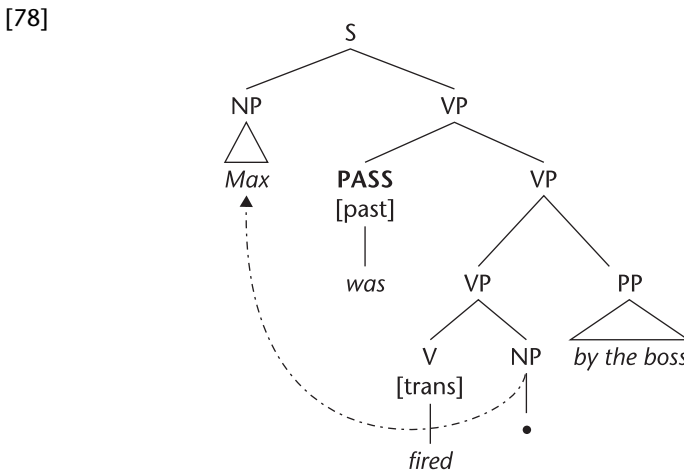 [78]
S
NP VP
Max PASS VP
[past]
was VP PP
V NP by the boss
[trans]
fired